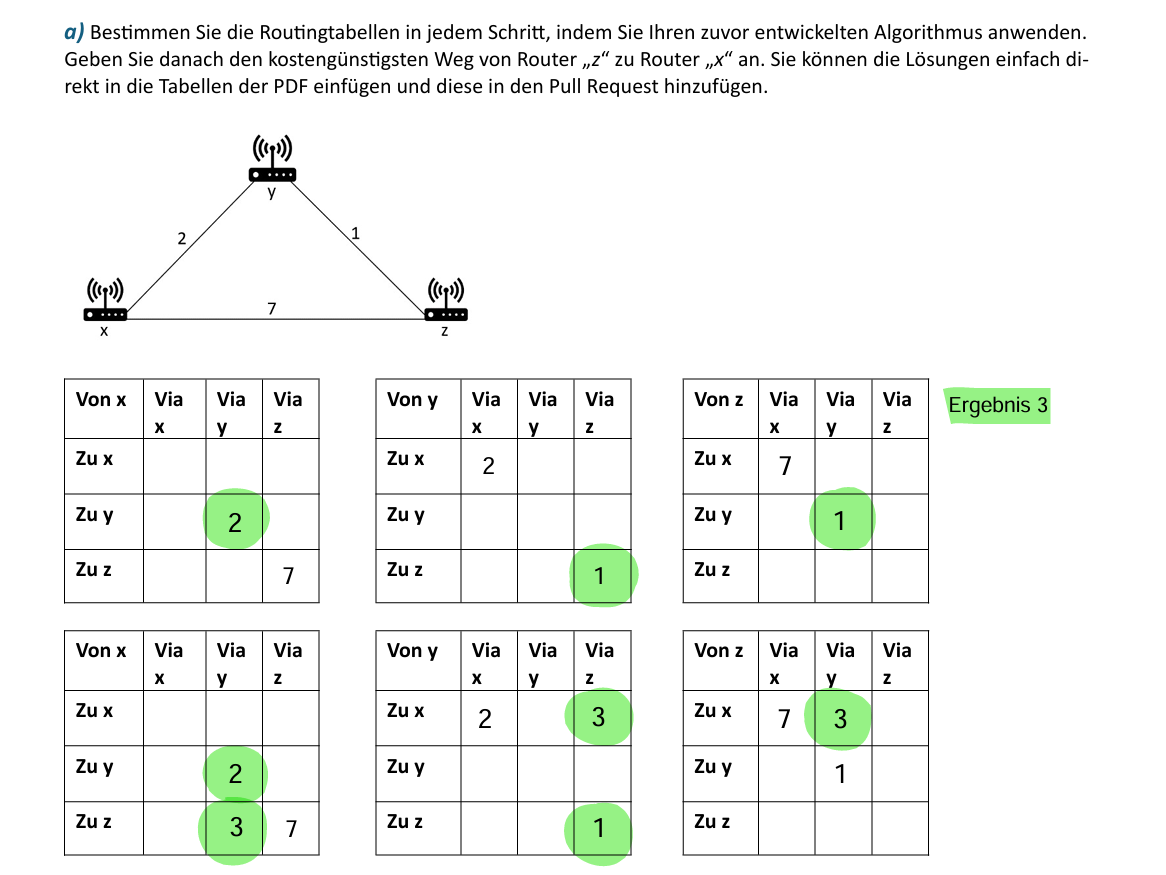 a) Bestimmen Sie die Routingtabellen in jedem Schritt, indem Sie Ihren zuvor entwickelten Algorithmus anwenden.
Geben Sie danach den kostengünstigsten Weg von Router „z“ zu Router „x“ an. Sie können die Lösungen einfach di-
rekt in die Tabellen der PDF einfügen und diese in den Pull Request hinzufügen.
y
2
1
7
x
z
Von x Via x Via y Via z
Zu x
Zu y 2
Zu z 7
Von y Via x Via y Via z
Zu x 2
Zu y
Zu z 1
Von z Via x Via y Via z
Zu x 7
Zu y 1
Zu z
Ergebnis 3
Von x Via x Via y Via z
Zu x
Zu y 2
Zu z 3 7
Von y Via x Via y Via z
Zu x 2 3
Zu y
Zu z 1
Von z Via x Via y Via z
Zu x 7 3
Zu y 1
Zu z